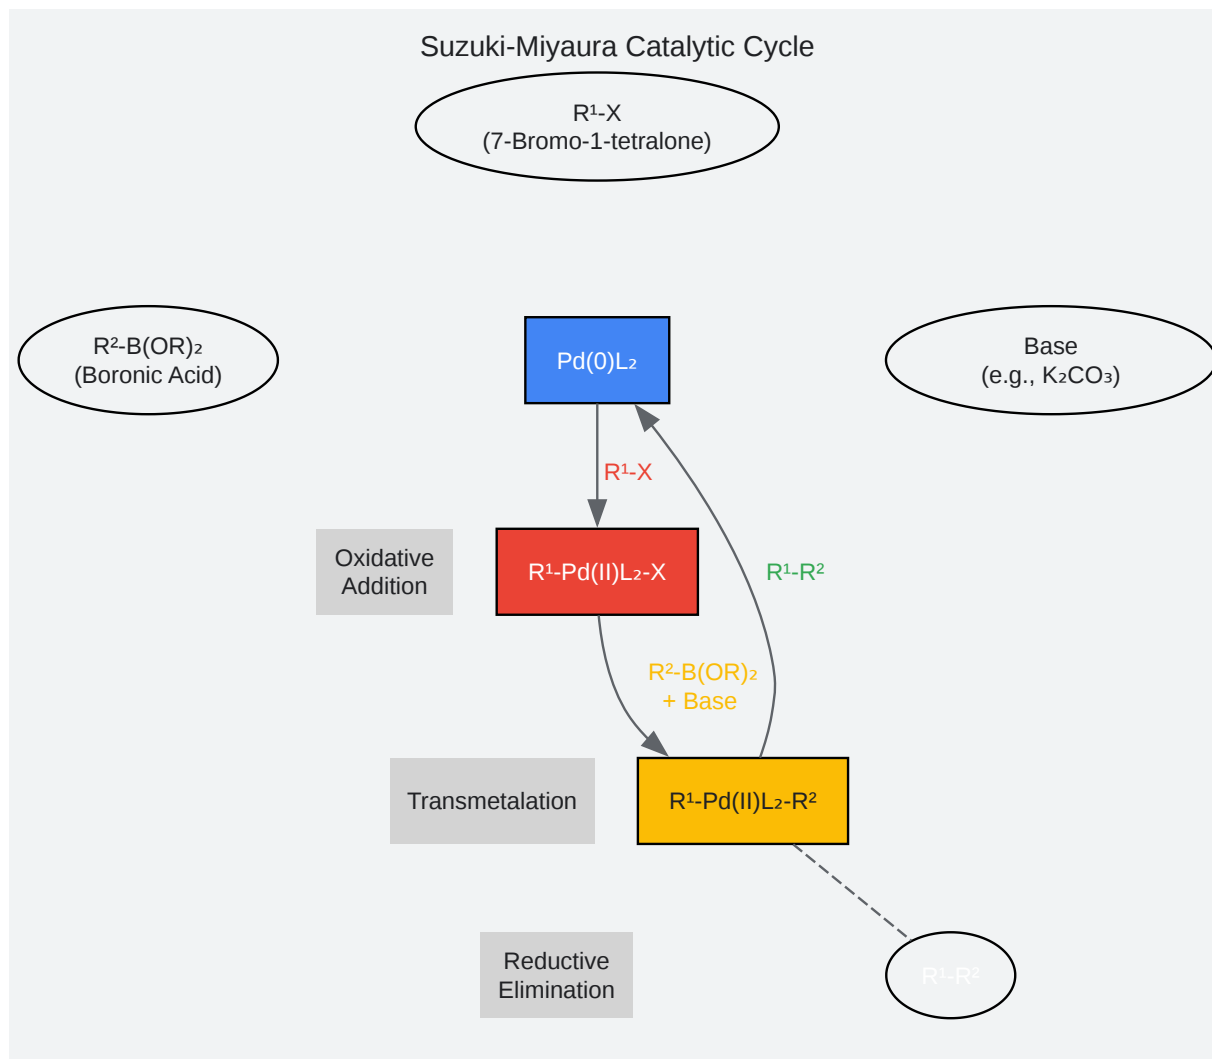 Suzuki-Miyaura Catalytic Cycle
R¹-X
(7-Bromo-1-tetralone)
R²-B(OR)₂
(Boronic Acid)
Pd(0)L₂
Base
(e.g., K₂CO₃)
R¹-X
Oxidative
Addition
R¹-Pd(II)L₂-X
R¹-R²
R²-B(OR)₂
+ Base
Transmetalation
R¹-Pd(II)L₂-R²
Reductive
Elimination
R¹-R²